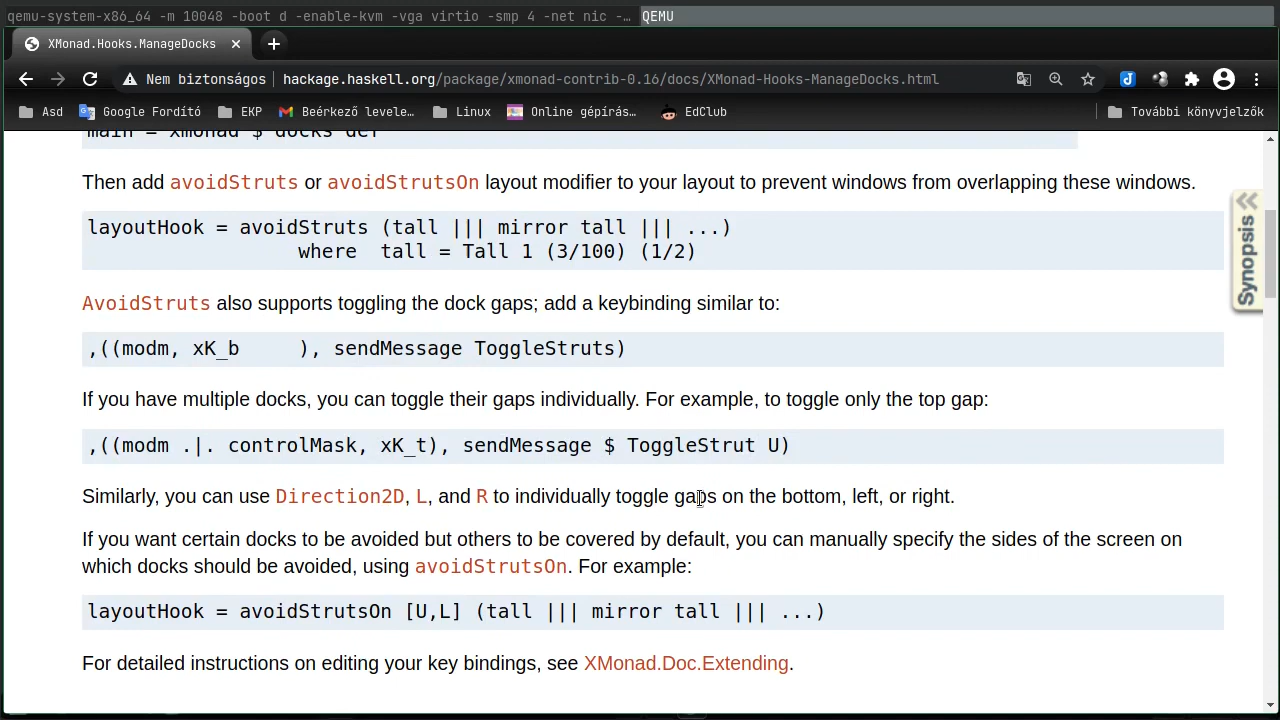 qemu-system-x86_64 -m 10048 -boot d -enable-kvm -vga virtio -smp 4 -net nic -… QEMU
XMonad.Hooks.ManageDocks
Nem biztonságos hackage.haskell.org/package/xmonad-contrib-0.16/docs/XMonad-Hooks-ManageDocks.html
Asd Google Fordító EKP Beérkező levele… Linux Online gépírás… EdClub További könyvjelzők
main = xmonad $ docks def
Then add avoidStruts or avoidStrutsOn layout modifier to your layout to prevent windows from overlapping these windows.
layoutHook = avoidStruts (tall ||| mirror tall ||| ...)
where tall = Tall 1 (3/100) (1/2)
AvoidStruts also supports toggling the dock gaps; add a keybinding similar to:
,((modm, xK_b     ), sendMessage ToggleStruts)
If you have multiple docks, you can toggle their gaps individually. For example, to toggle only the top gap:
,((modm .|. controlMask, xK_t), sendMessage $ ToggleStrut U)
Similarly, you can use Direction2D, L, and R to individually toggle gaps on the bottom, left, or right.
If you want certain docks to be avoided but others to be covered by default, you can manually specify the sides of the screen on
which docks should be avoided, using avoidStrutsOn. For example:
layoutHook = avoidStrutsOn [U,L] (tall ||| mirror tall ||| ...)
For detailed instructions on editing your key bindings, see XMonad.Doc.Extending.
Synopsis